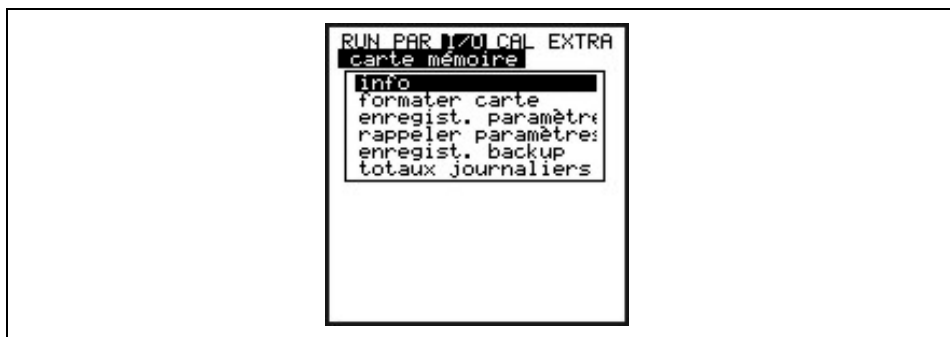 RUN PAR I/O CAL EXTRA
carte mémoire
info
formater carte
enregist. paramètre
rappeler paramètres
enregist. backup
totaux journaliers